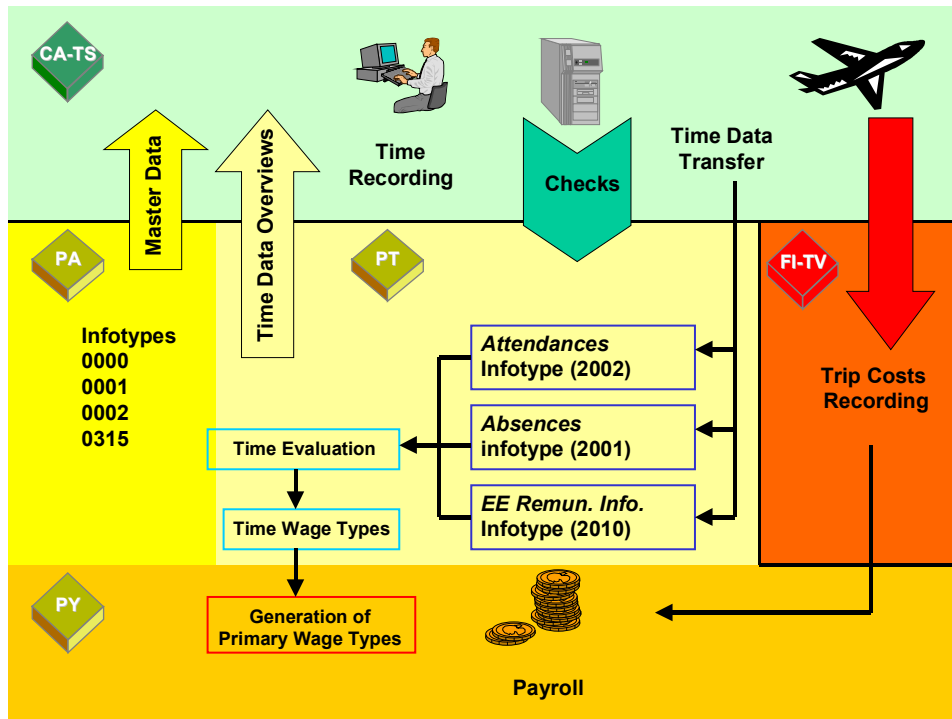 CA-TS
Time
Recording
Checks
Time Data
Transfer
Master Data
Time Data Overviews
PA
PT
FI-TV
Infotypes
0000
0001
0002
0315
Attendances
Infotype (2002)
Absences
infotype (2001)
EE Remun. Info.
Infotype (2010)
Trip Costs
Recording
Time Evaluation
Time Wage Types
PY
Generation of
Primary Wage Types
Payroll